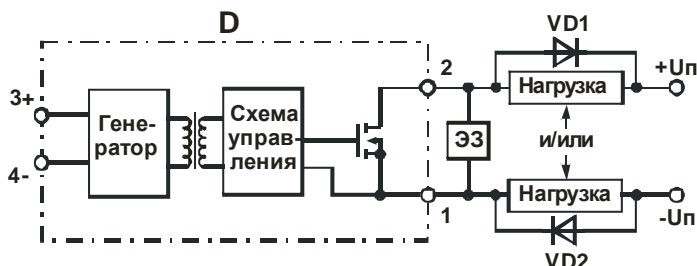 D
VD1
2
+Uп
3+
Гене-
ратор
Схема
управ-
ления
Нагрузка
ЭЗ
и/или
4-
Нагрузка
1
-Uп
VD2